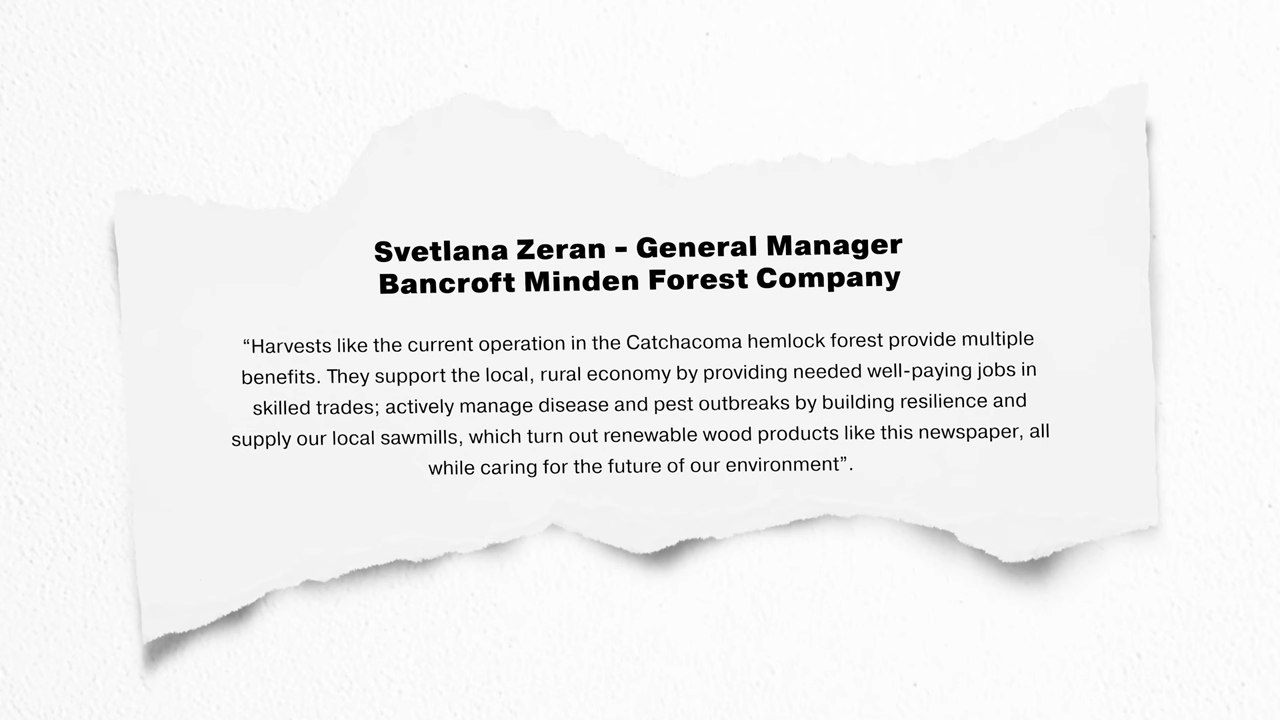 Svetlana Zeran - General Manager
Bancroft Minden Forest Company
“Harvests like the current operation in the Catchacoma hemlock forest provide multiple
benefits. They support the local, rural economy by providing needed well-paying jobs in
skilled trades; actively manage disease and pest outbreaks by building resilience and
supply our local sawmills, which turn out renewable wood products like this newspaper, all
while caring for the future of our environment”.